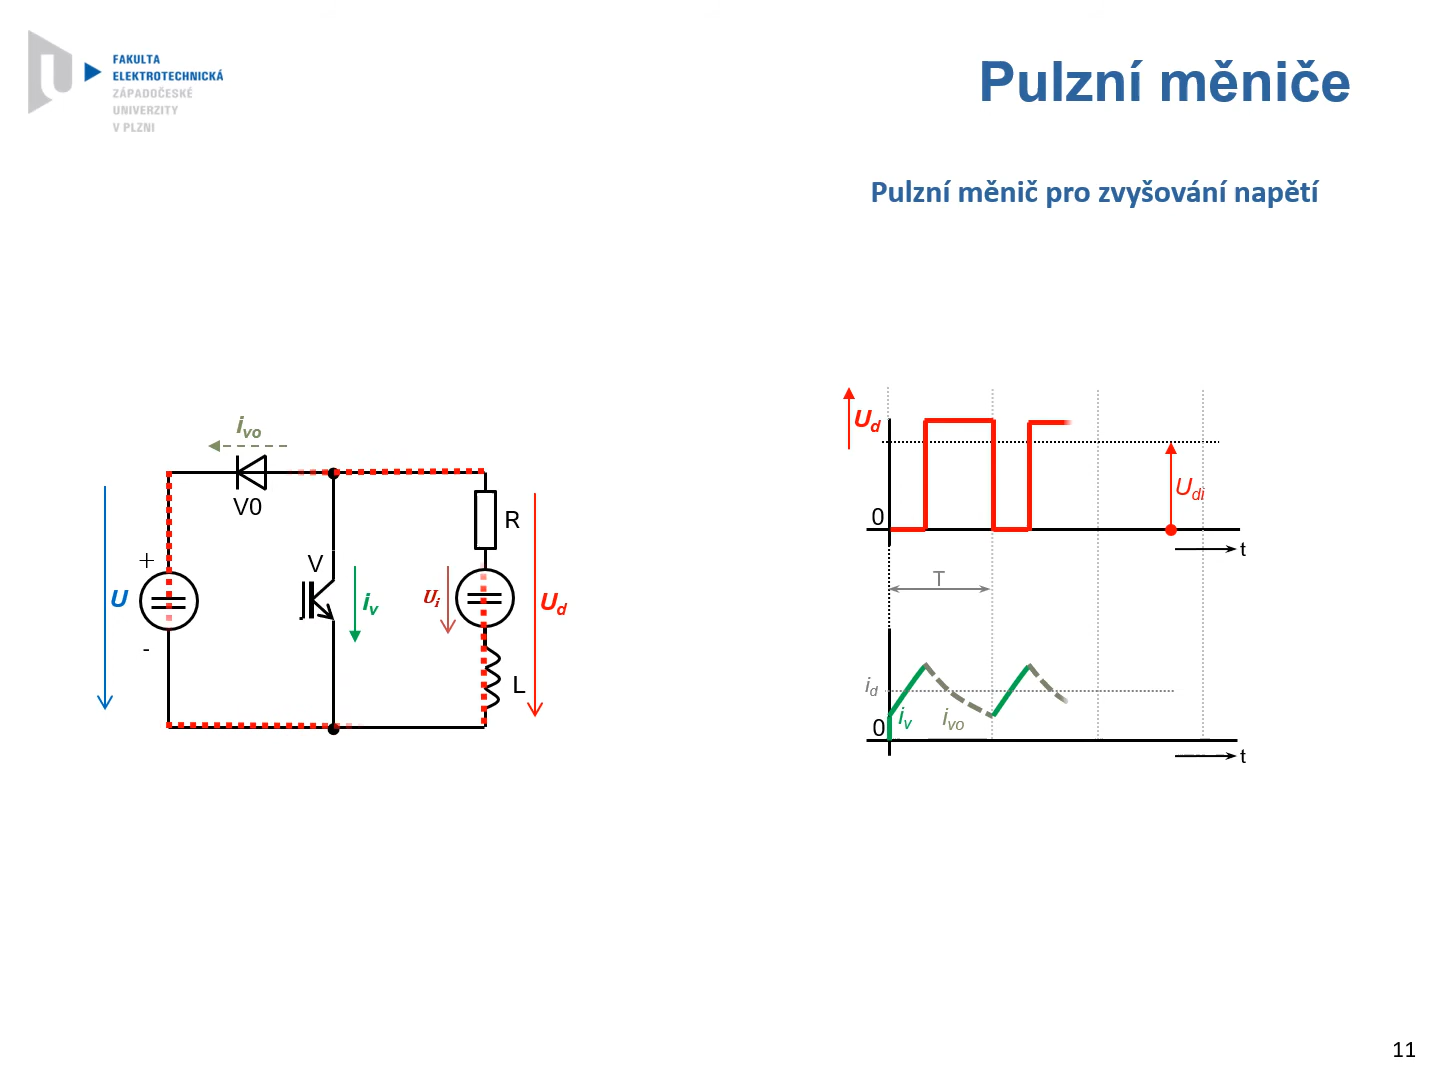 FAKULTA
ELEKTROTECHNICKÁ
ZÁPADOČESKÉ
UNIVERZITY
V PLZNI
Pulzní měniče
Pulzní měnič pro zvyšování napětí
ivo
V0
+
U
-
V
iv
Ui
R
Ud
L
Ud
0
Udi
t
T
id
iv
ivo
0
t
11